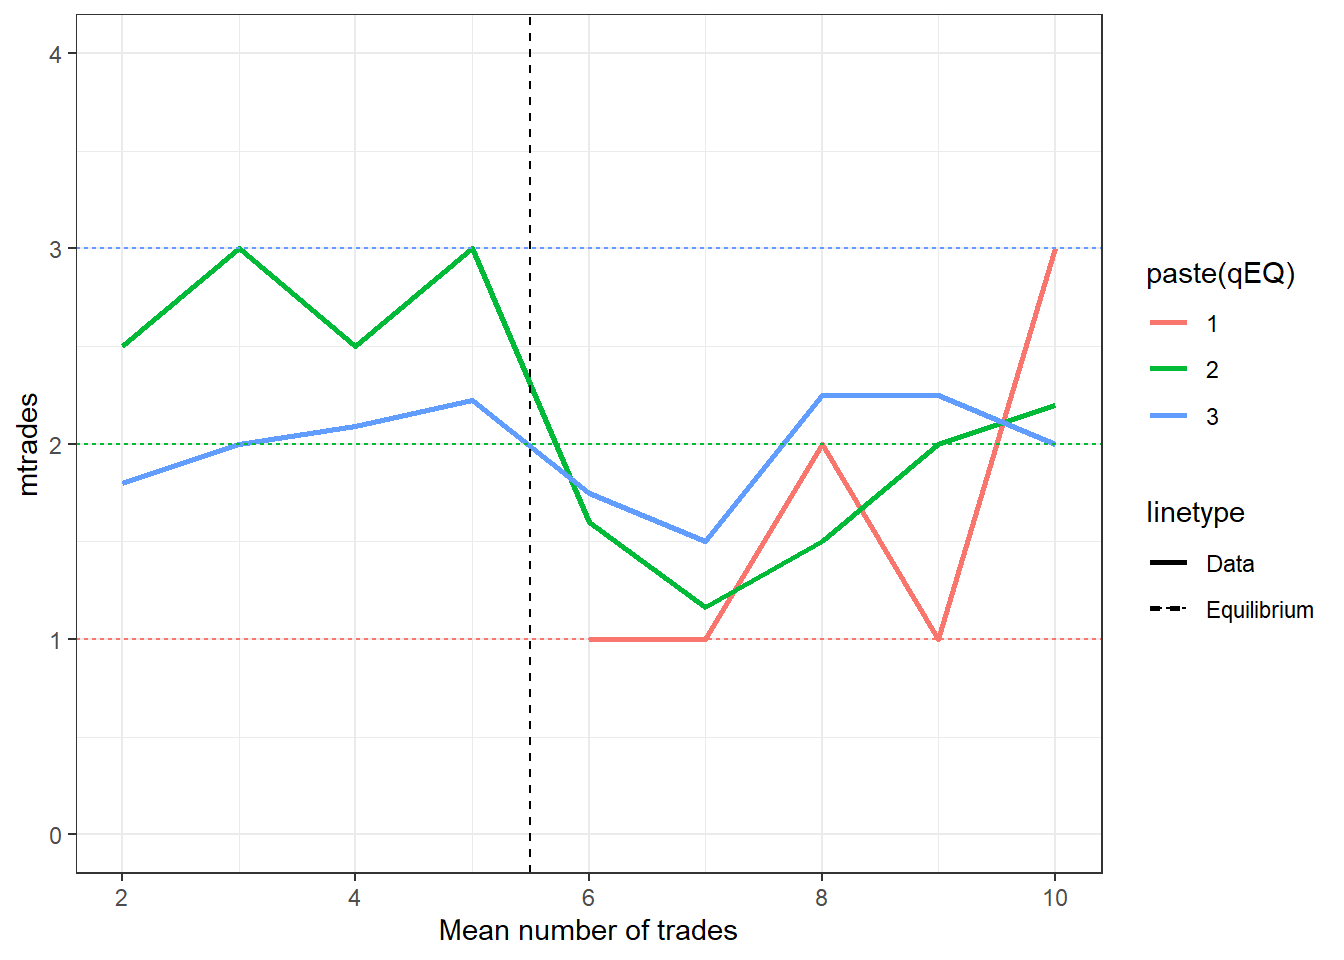 4
3
2
1
0
mtrades
2
4
6
8
10
Mean number of trades
paste(qEQ)
1
2
3
linetype
Data
Equilibrium